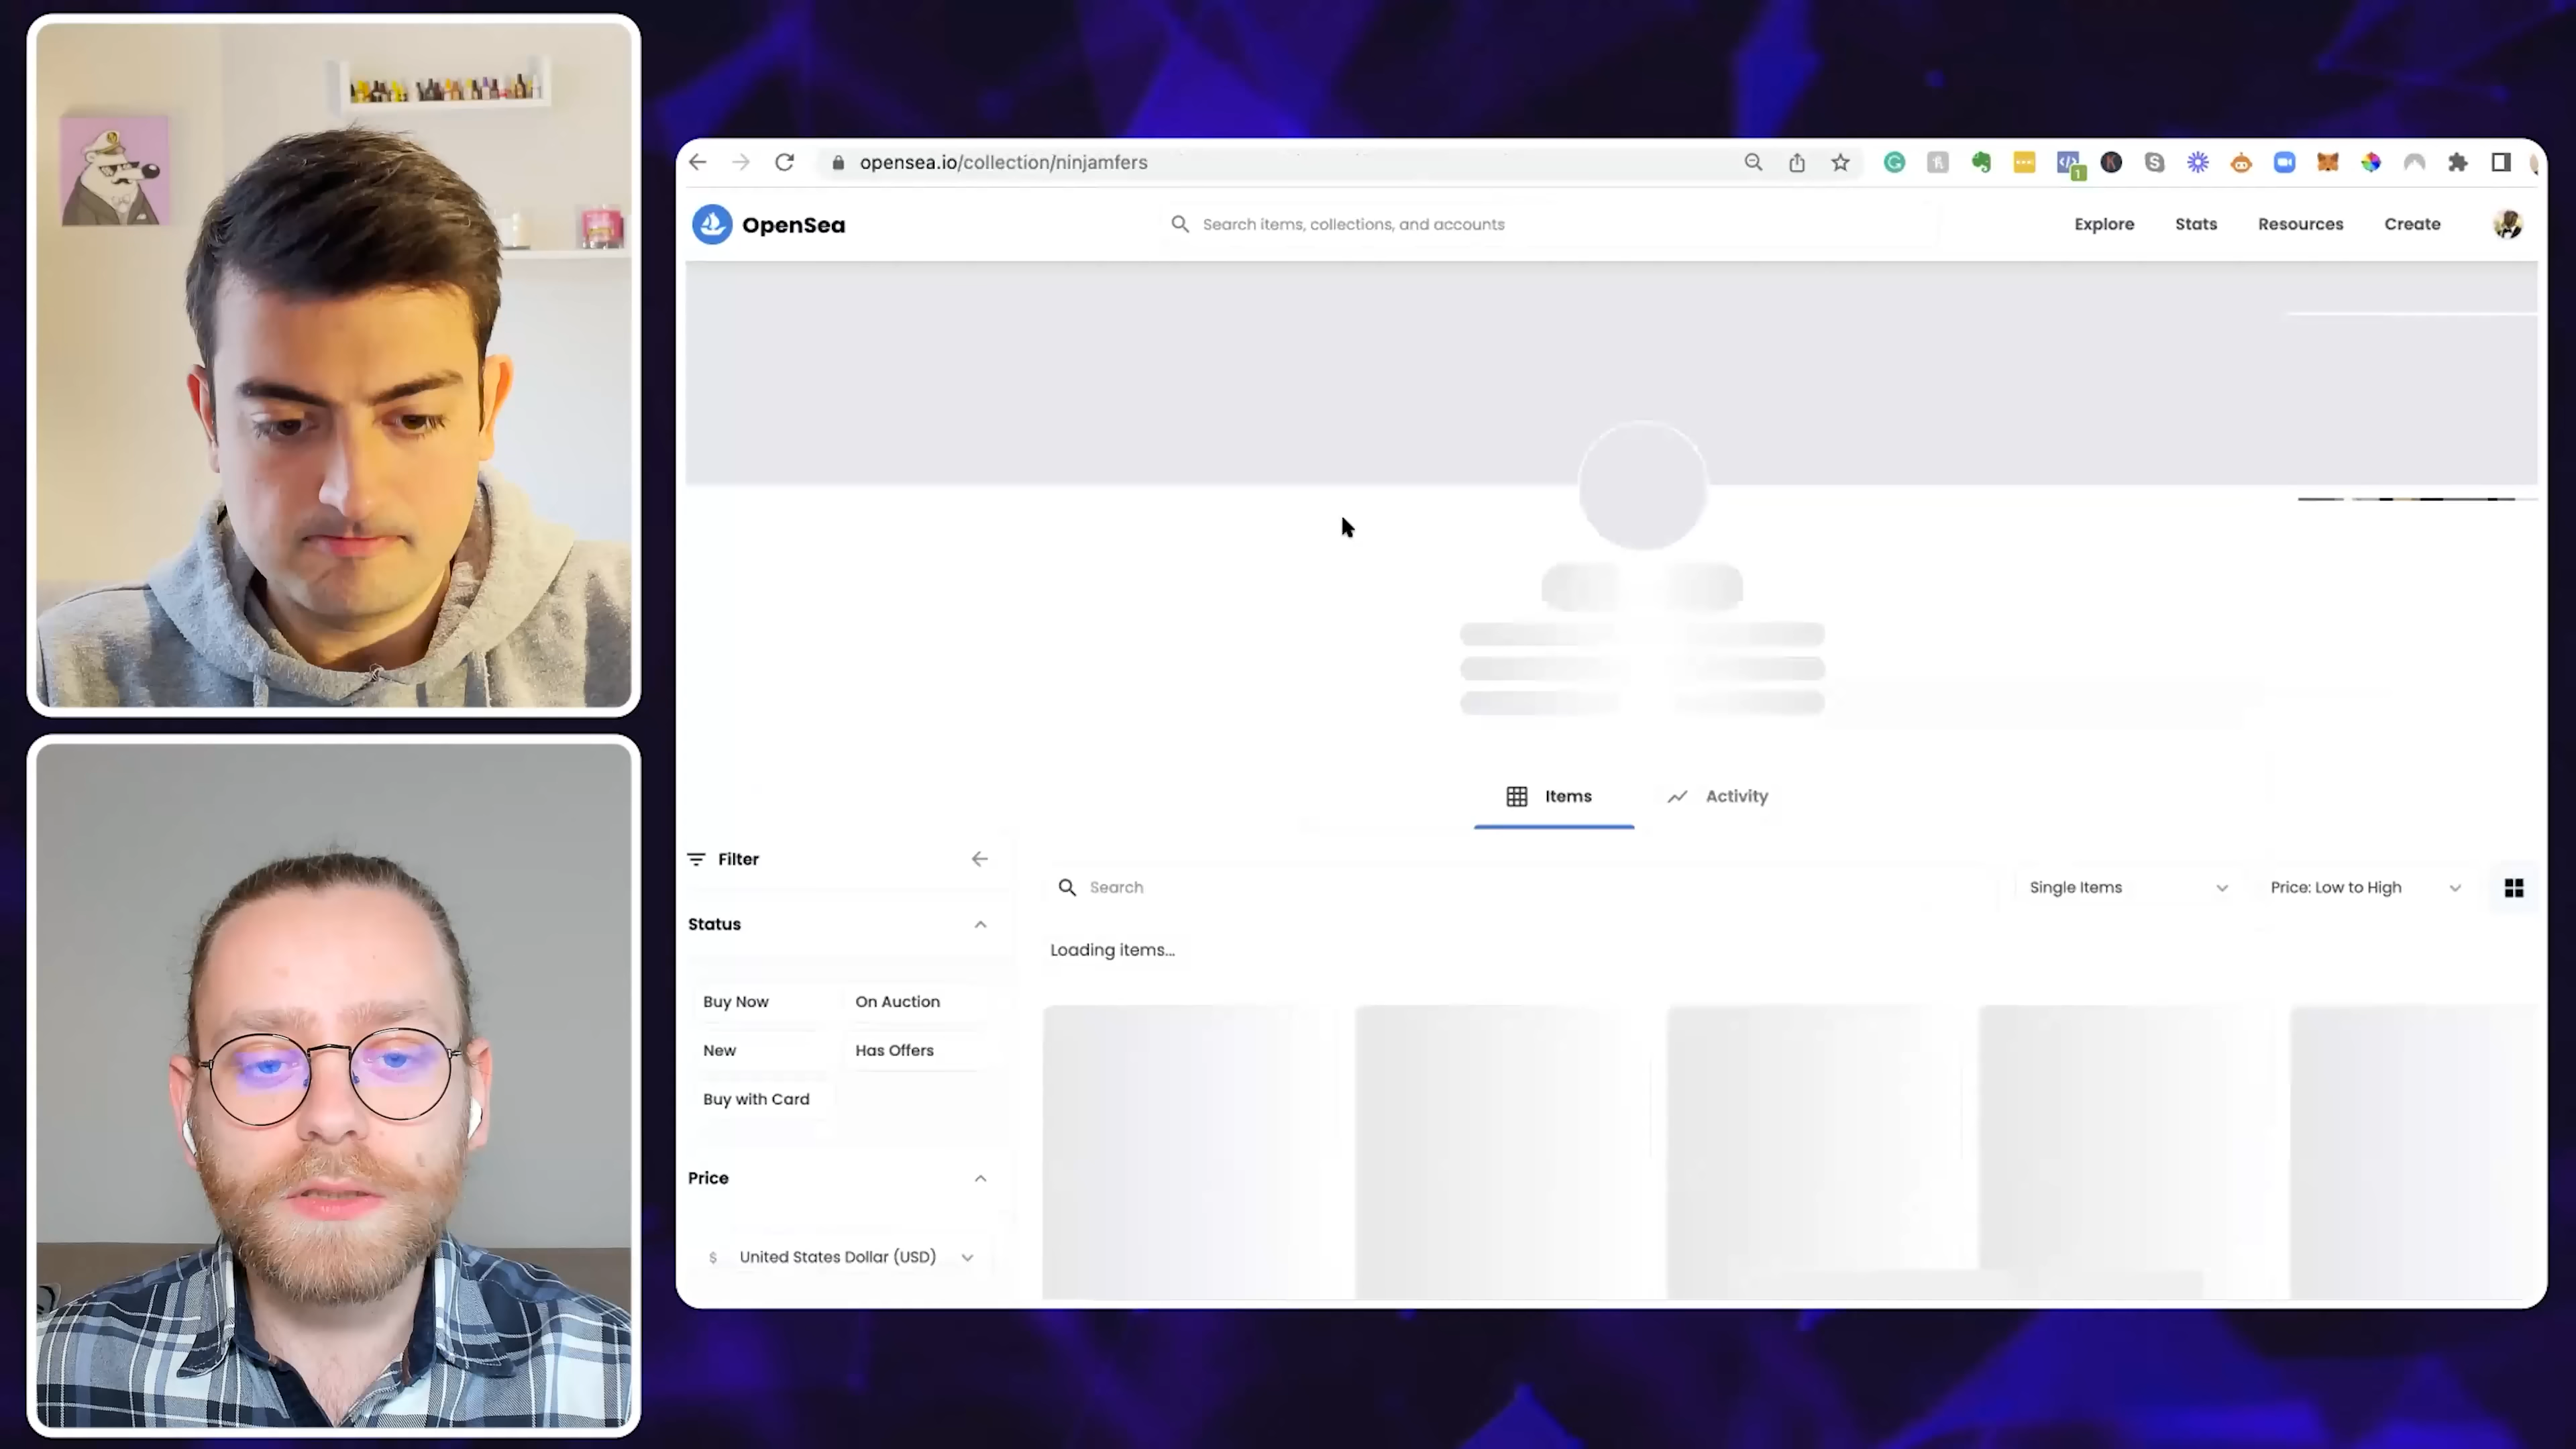 opensea.io/collection/ninjamfers
1
OpenSea
Search items, collections, and accounts
Explore
Stats
Resources
Create
Items
Activity
Filter
Search
Single Items
Price: Low to High
Status
Loading items...
Buy Now
On Auction
New
Has Offers
Buy with Card
Price
$ United States Dollar (USD)